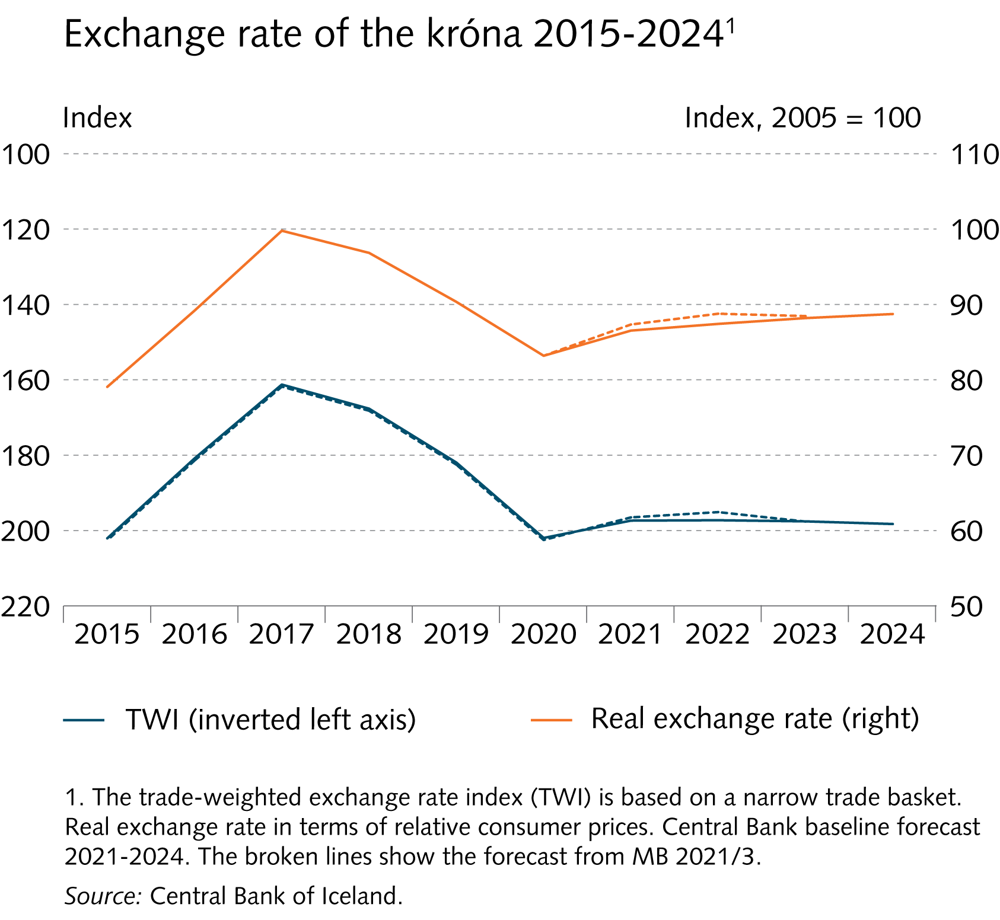 Exchange rate of the króna 2015-2024¹
Index
Index, 2005 = 100
100
110
120
100
140
90
160
80
180
70
200
60
220
50
2015 2016 2017 2018 2019 2020 2021 2022 2023 2024
TWI (inverted left axis)
Real exchange rate (right)
1. The trade-weighted exchange rate index (TWI) is based on a narrow trade basket.
Real exchange rate in terms of relative consumer prices. Central Bank baseline forecast
2021-2024. The broken lines show the forecast from MB 2021/3.
Source: Central Bank of Iceland.